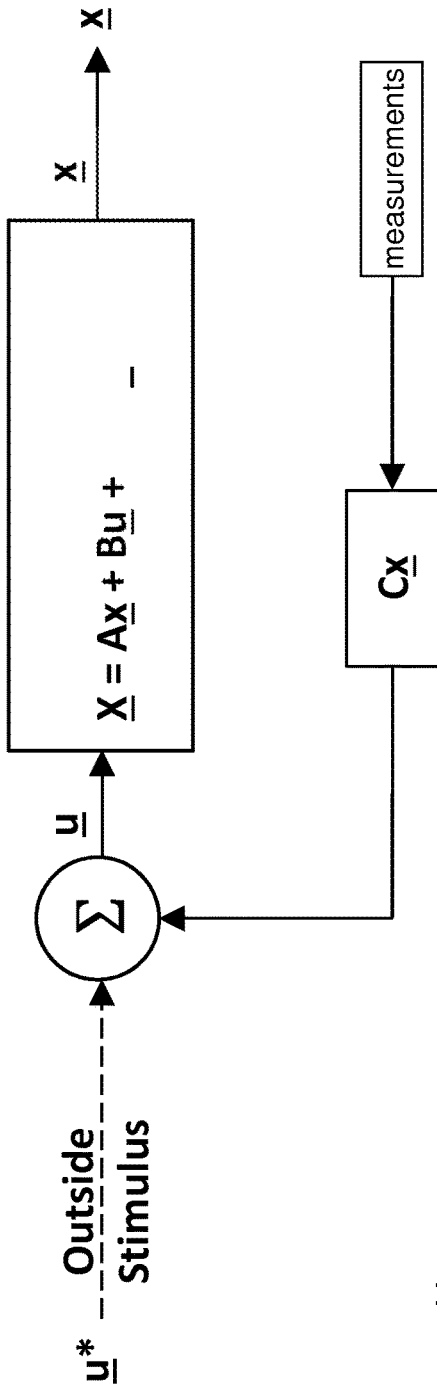 u*
Outside
Stimulus
Σ
u
X = Ax + Bu +
x
x
Cx
measurements